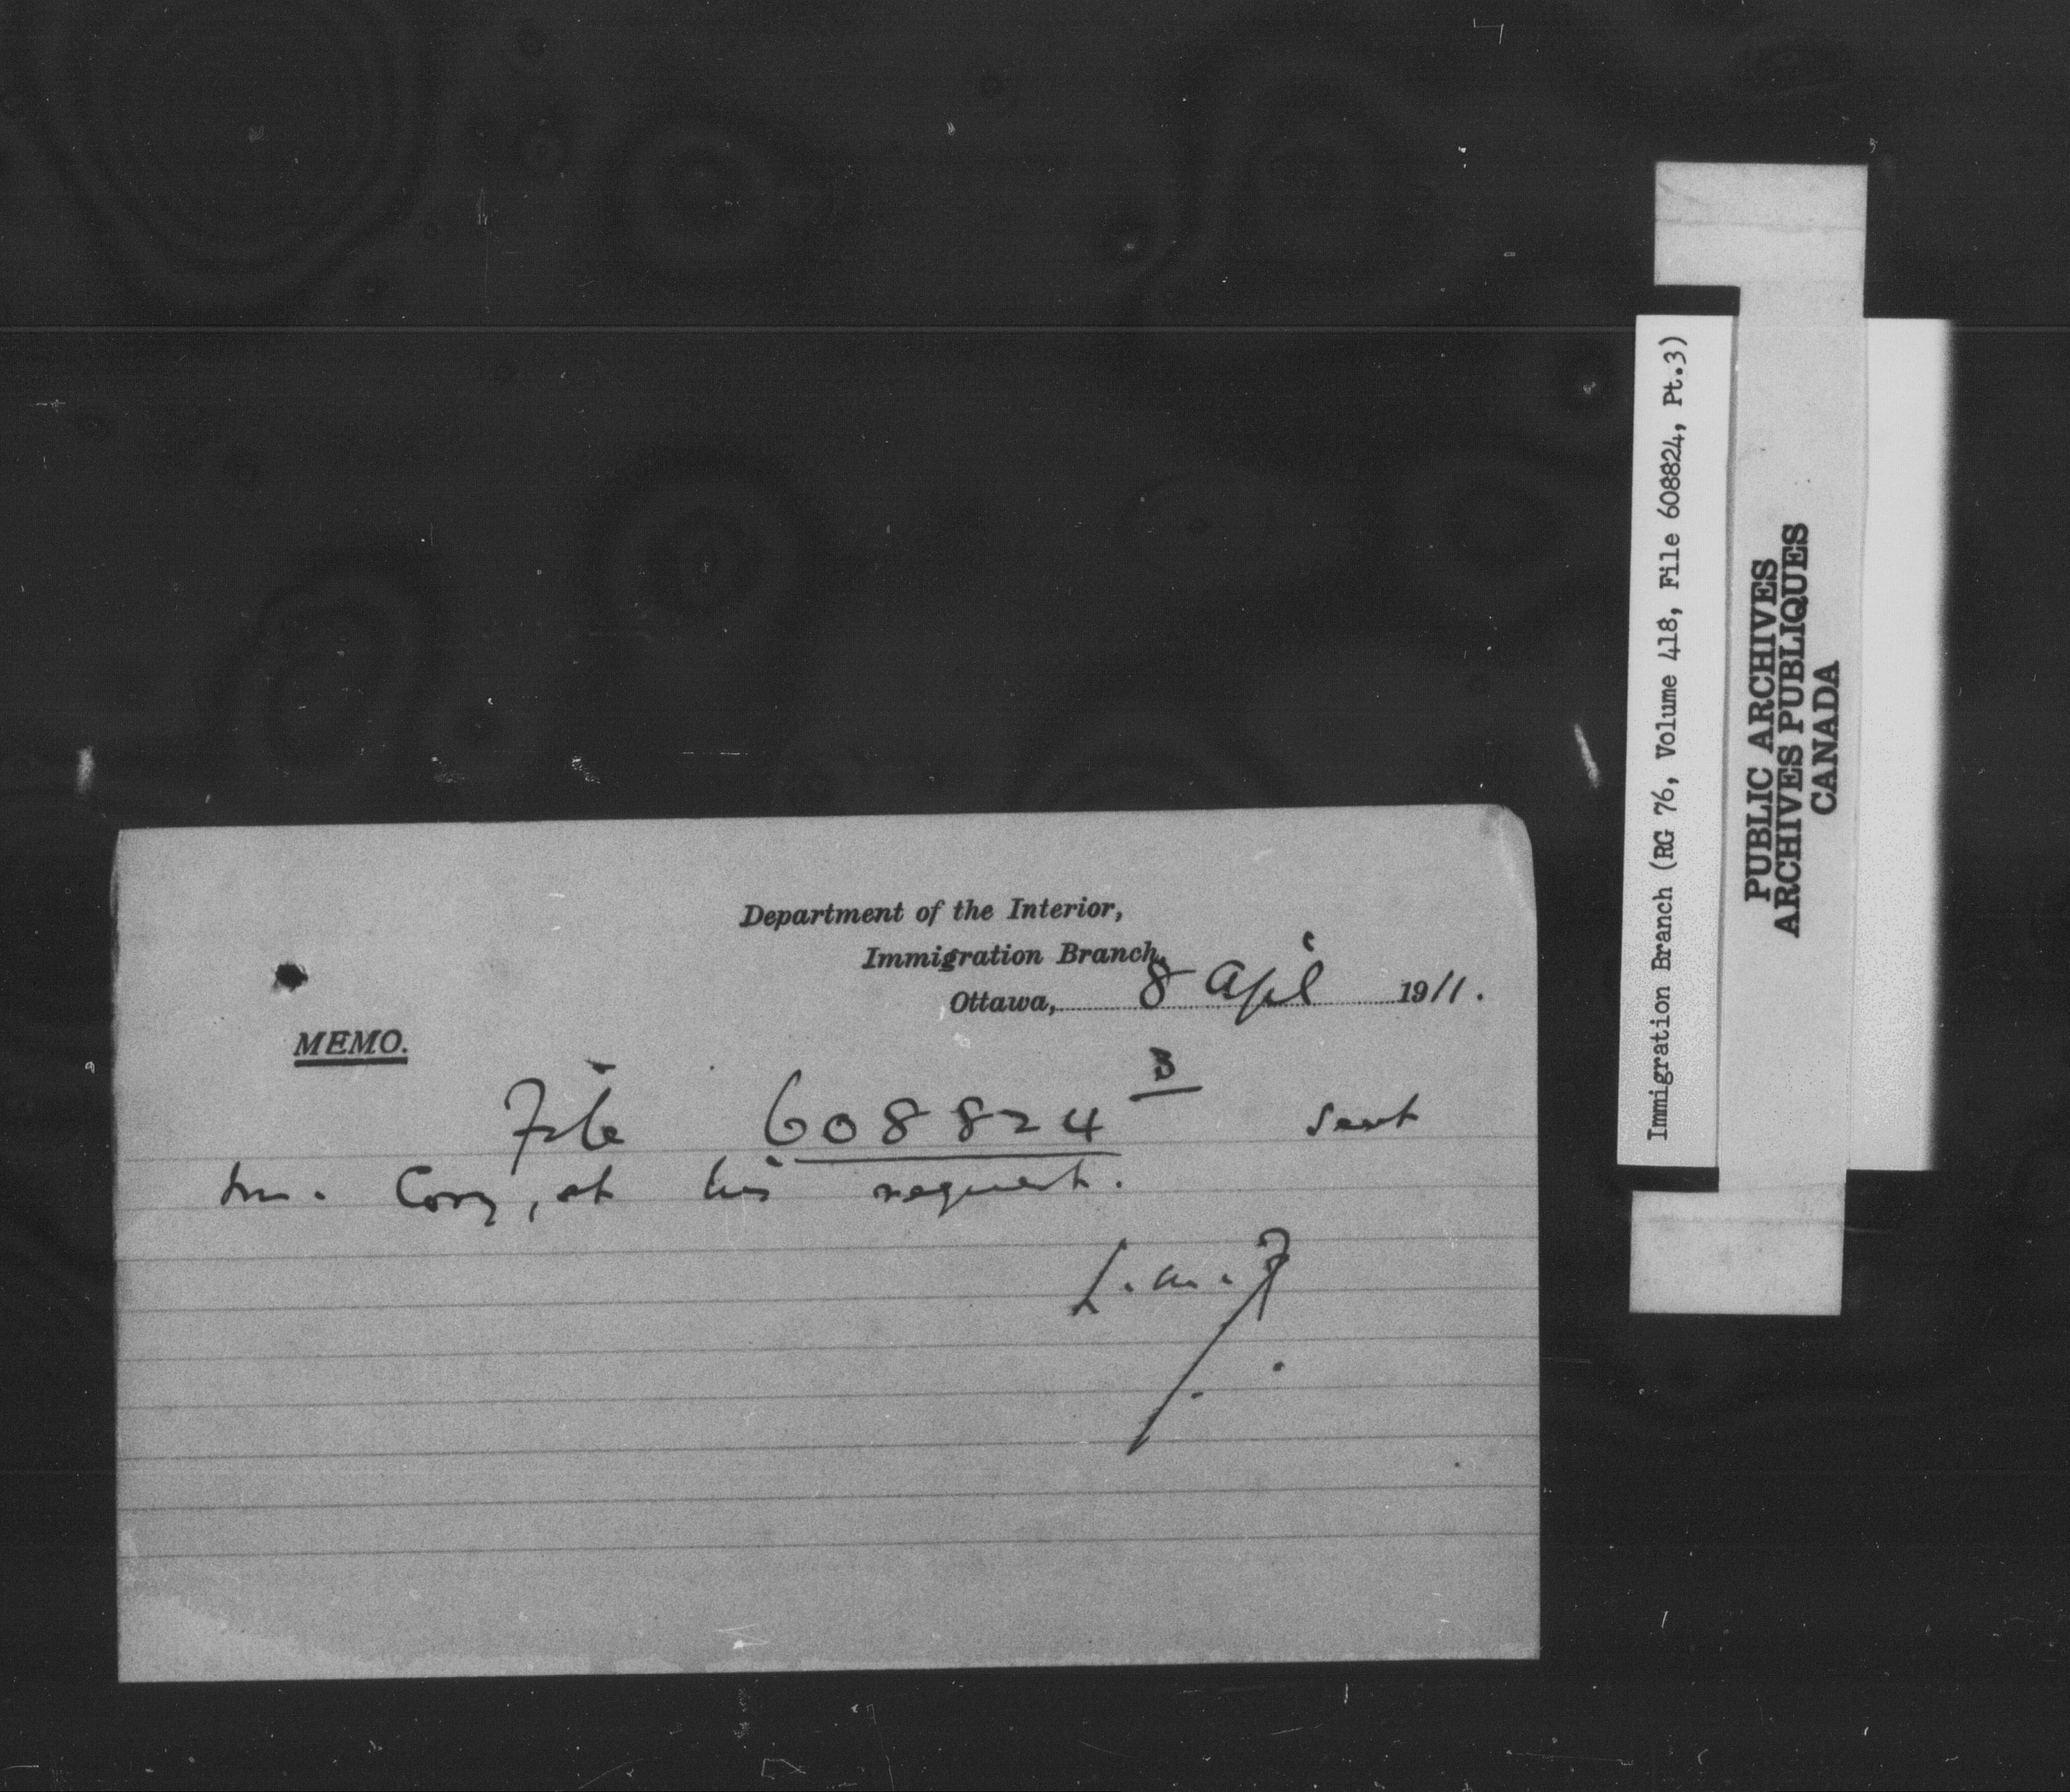 Department of the Interior,
Immigration Branch,
Ottawa, 8 April 1911.
MEMO.
File 608824 3 sent
Mr. Cory, at his request.
L.M.F.
Immigration Branch (RG 76, Volume 418, File 608824, Pt.3)
PUBLIC ARCHIVES
ARCHIVES PUBLIQUES
CANADA